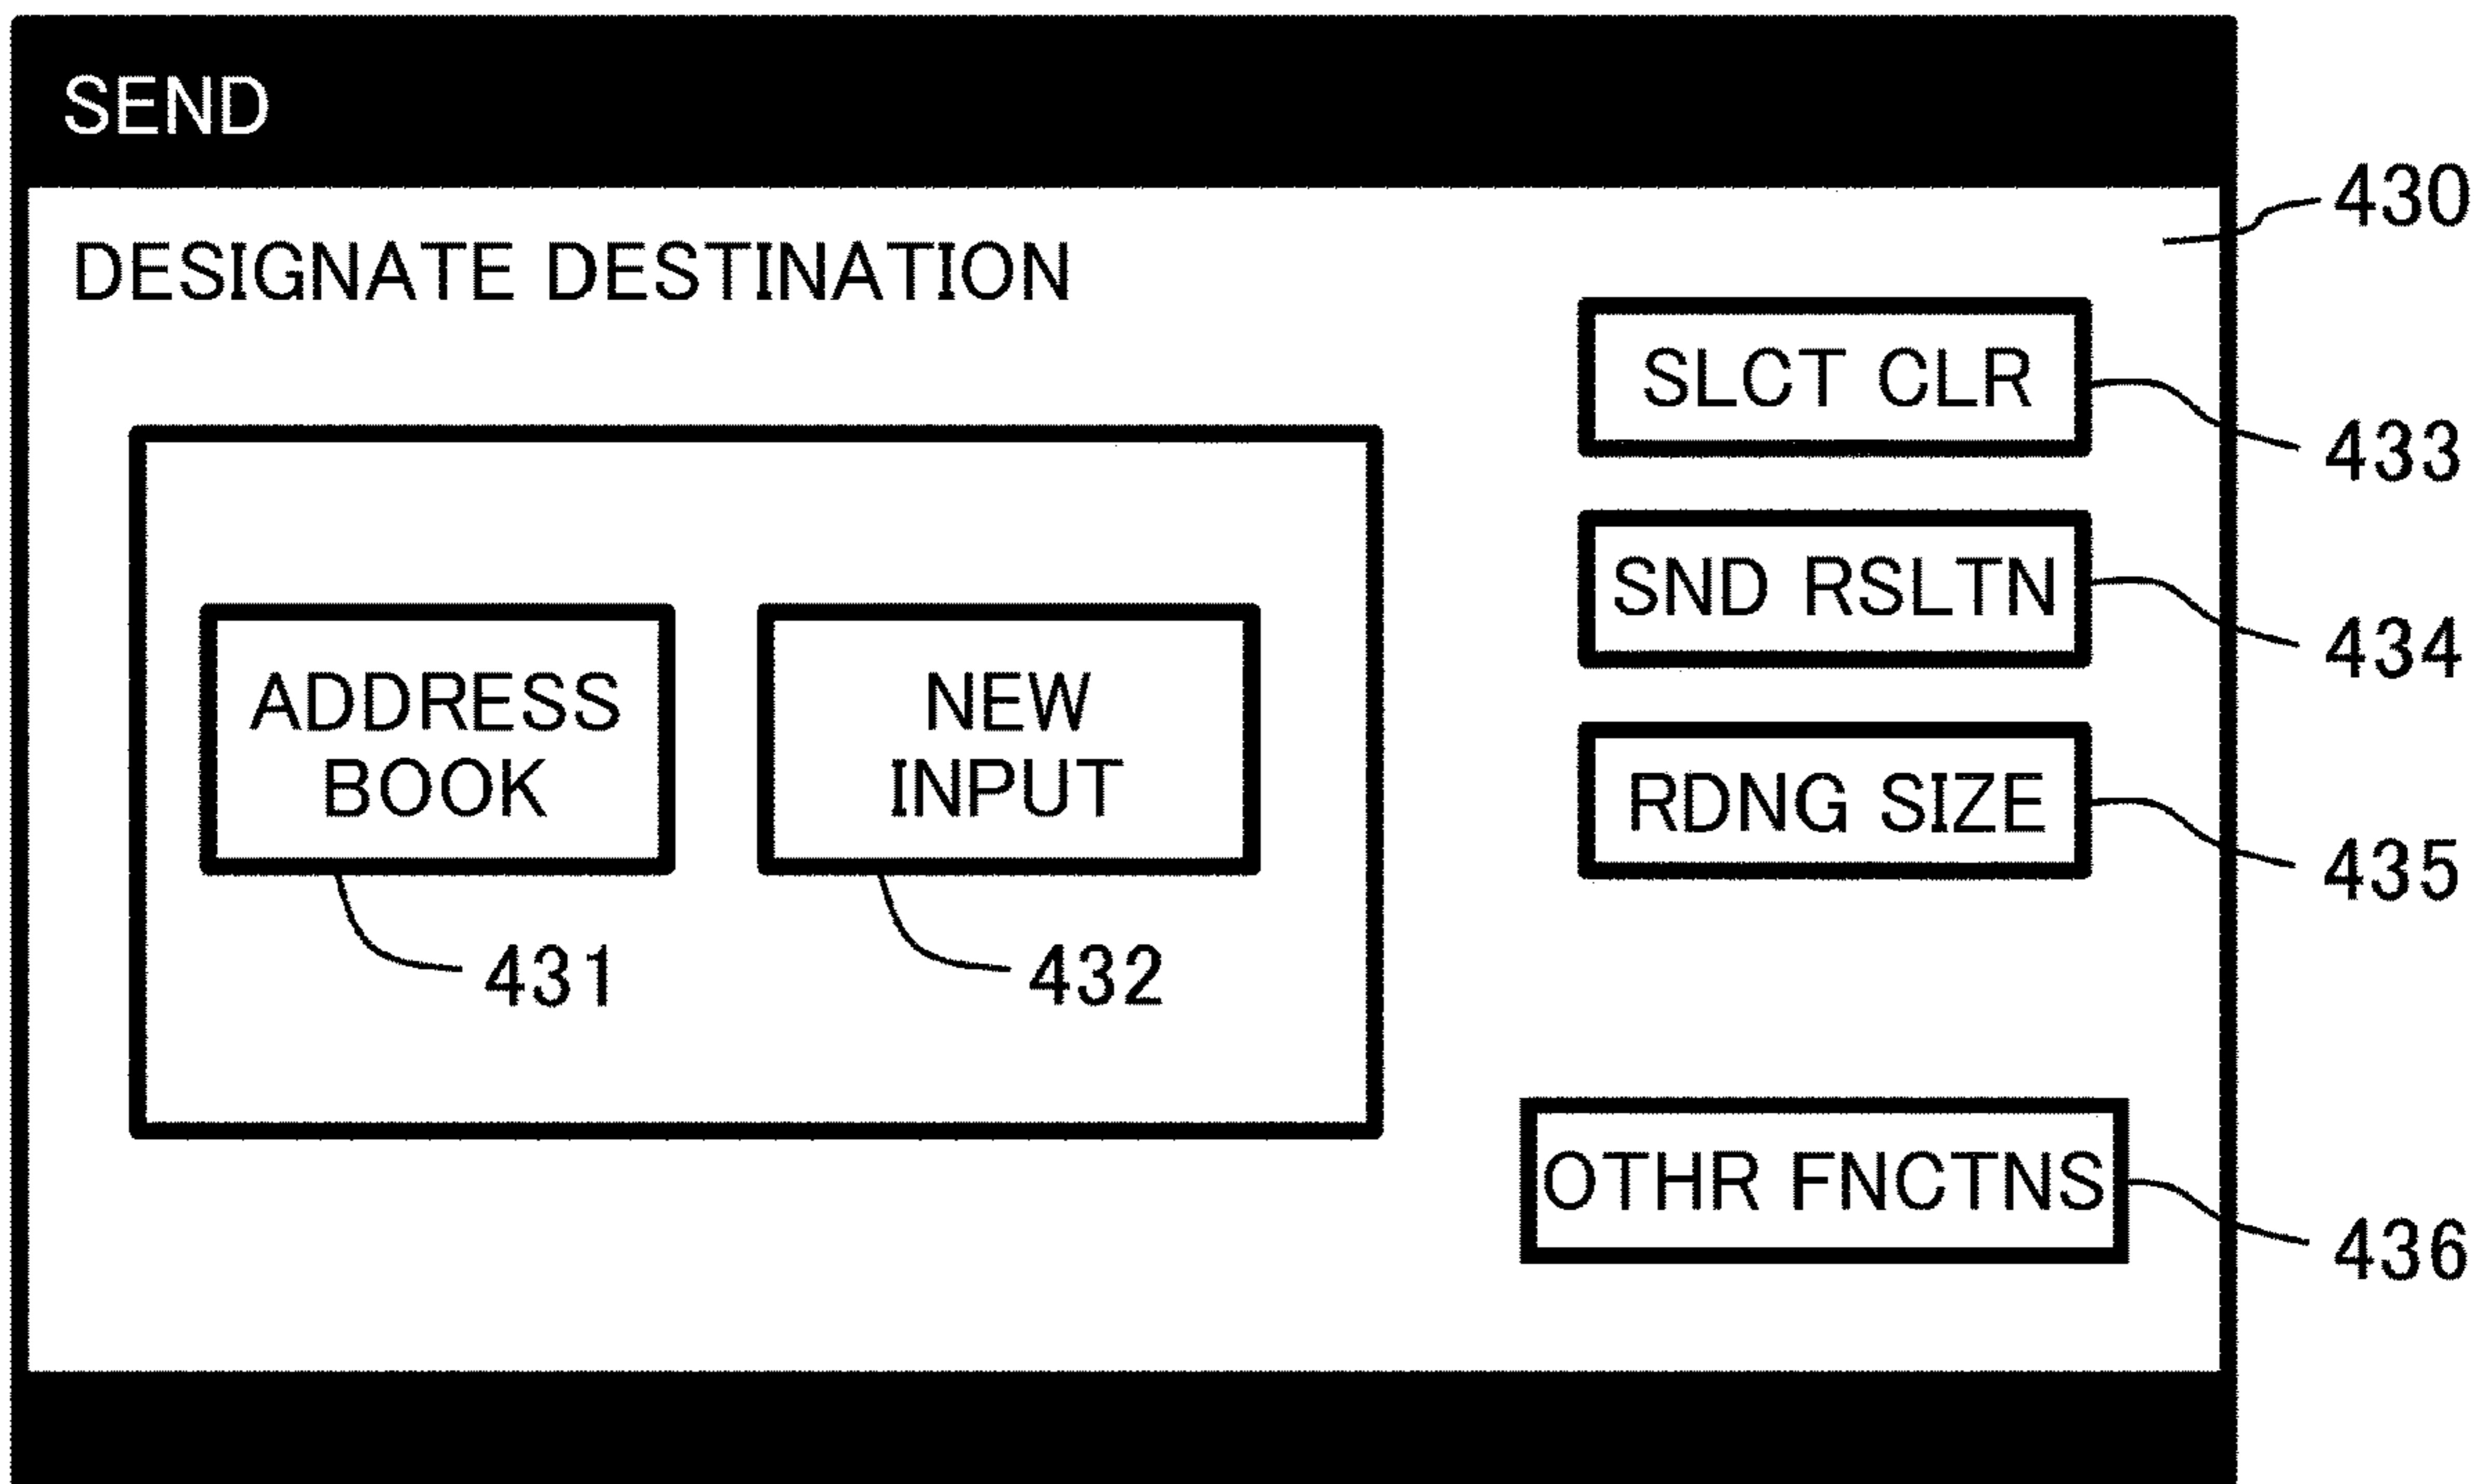 SEND
430
DESIGNATE DESTINATION
SLCT CLR
433
SND RSLTN
434
ADDRESS
BOOK
431
NEW
INPUT
432
RDNG SIZE
435
OTHR FNCTNS
436